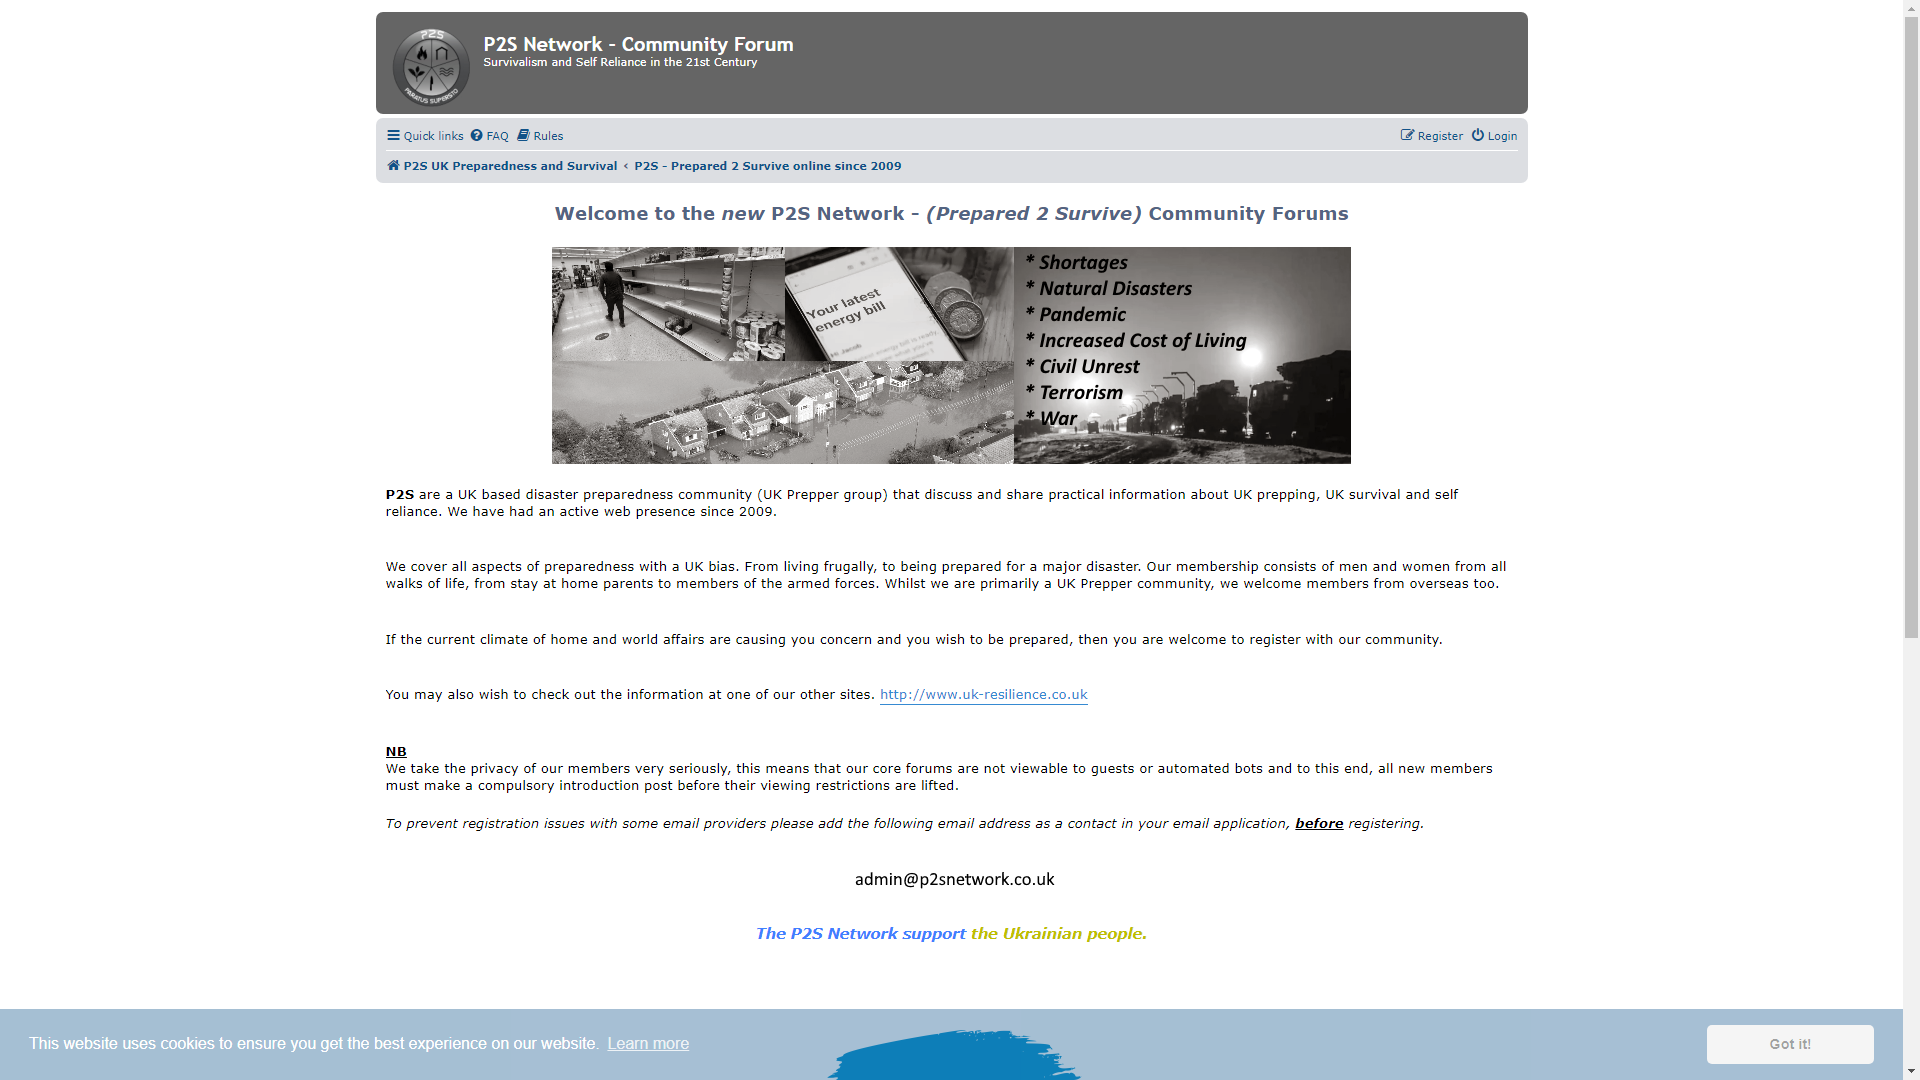 P2S
PARATUS SUPERSTO
P2S Network - Community Forum
Survivalism and Self Reliance in the 21st Century
Quick links FAQ Rules
Register Login
P2S UK Preparedness and Survival ‹ P2S - Prepared 2 Survive online since 2009
Welcome to the new P2S Network - (Prepared 2 Survive) Community Forums
Your latest
energy bill
* Shortages
* Natural Disasters
* Pandemic
* Increased Cost of Living
* Civil Unrest
* Terrorism
* War
P2S are a UK based disaster preparedness community (UK Prepper group) that discuss and share practical information about UK prepping, UK survival and self
reliance. We have had an active web presence since 2009.
We cover all aspects of preparedness with a UK bias. From living frugally, to being prepared for a major disaster. Our membership consists of men and women from all
walks of life, from stay at home parents to members of the armed forces. Whilst we are primarily a UK Prepper community, we welcome members from overseas too.
If the current climate of home and world affairs are causing you concern and you wish to be prepared, then you are welcome to register with our community.
You may also wish to check out the information at one of our other sites. http://www.uk-resilience.co.uk
NB
We take the privacy of our members very seriously, this means that our core forums are not viewable to guests or automated bots and to this end, all new members
must make a compulsory introduction post before their viewing restrictions are lifted.
To prevent registration issues with some email providers please add the following email address as a contact in your email application, before registering.
admin@p2snetwork.co.uk
The P2S Network support the Ukrainian people.
This website uses cookies to ensure you get the best experience on our website. Learn more
Got it!